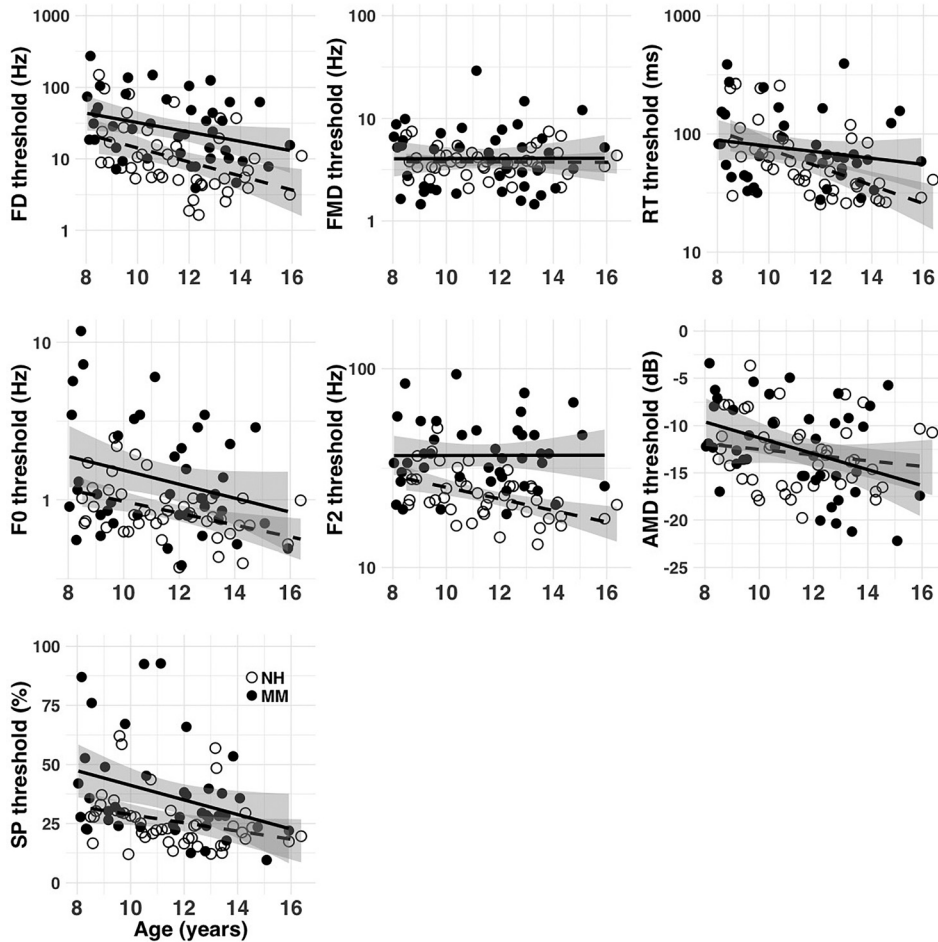 FD threshold (Hz)
1000
100
10
1
8 10 12 14 16
FMD threshold (Hz)
100
10
1
8 10 12 14 16
RT threshold (ms)
1000
100
10
8 10 12 14 16
F0 threshold (Hz)
10
1
8 10 12 14 16
F2 threshold (Hz)
100
10
8 10 12 14 16
AMD threshold (dB)
0
-5
-10
-15
-20
-25
8 10 12 14 16
SP threshold (%)
100
75
50
25
0
NH
MM
8 10 12 14 16
Age (years)